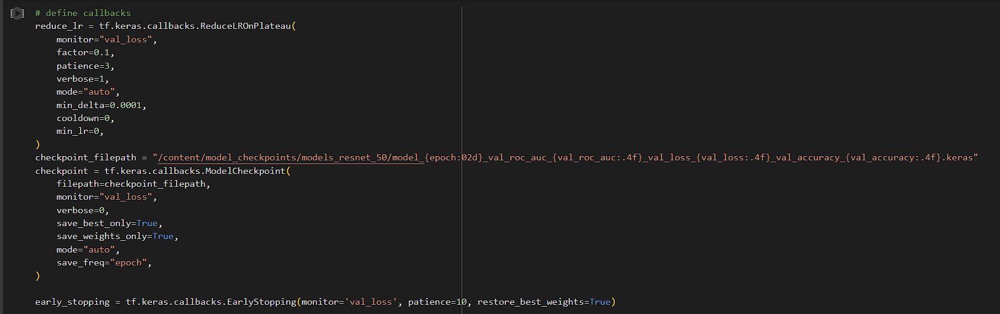 # define callbacks
reduce_lr = tf.keras.callbacks.ReduceLROnPlateau(
    monitor="val_loss",
    factor=0.1,
    patience=3,
    verbose=1,
    mode="auto",
    min_delta=0.0001,
    cooldown=0,
    min_lr=0,
)
checkpoint_filepath = "/content/model_checkpoints/models_resnet_50/model_{epoch:02d}_val_roc_auc_{val_roc_auc:.4f}_val_loss_{val_loss:.4f}_val_accuracy_{val_accuracy:.4f}.keras"
checkpoint = tf.keras.callbacks.ModelCheckpoint(
    filepath=checkpoint_filepath,
    monitor="val_loss",
    verbose=0,
    save_best_only=True,
    save_weights_only=True,
    mode="auto",
    save_freq="epoch",
)
early_stopping = tf.keras.callbacks.EarlyStopping(monitor='val_loss', patience=10, restore_best_weights=True)